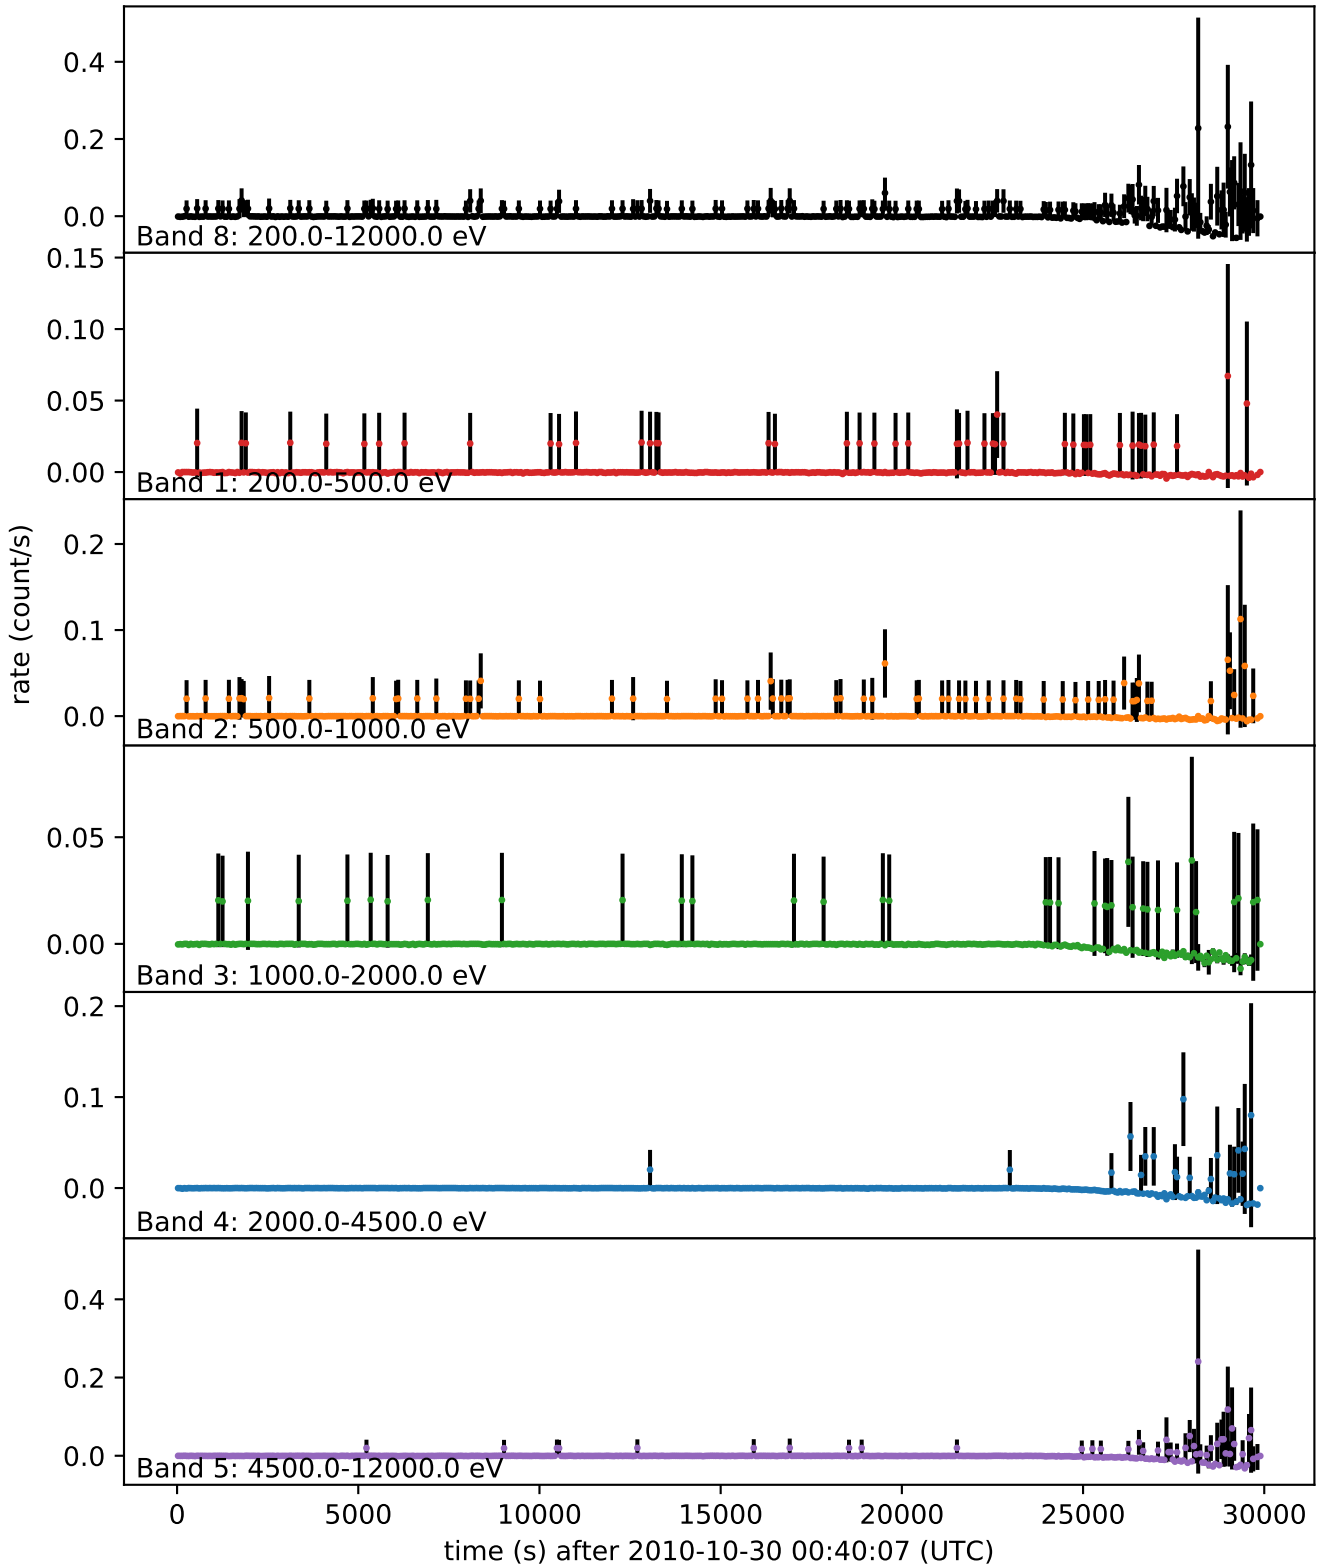 0.4
0.2
0.0
Band 8: 200.0-12000.0 eV
0.15
0.10
0.05
0.00
Band 1: 200.0-500.0 eV
0.2
0.1
0.0
Band 2: 500.0-1000.0 eV
rate (count/s)
0.05
0.00
Band 3: 1000.0-2000.0 eV
0.2
0.1
0.0
Band 4: 2000.0-4500.0 eV
0.4
0.2
0.0
Band 5: 4500.0-12000.0 eV
0 5000 10000 15000 20000 25000 30000
time (s) after 2010-10-30 00:40:07 (UTC)